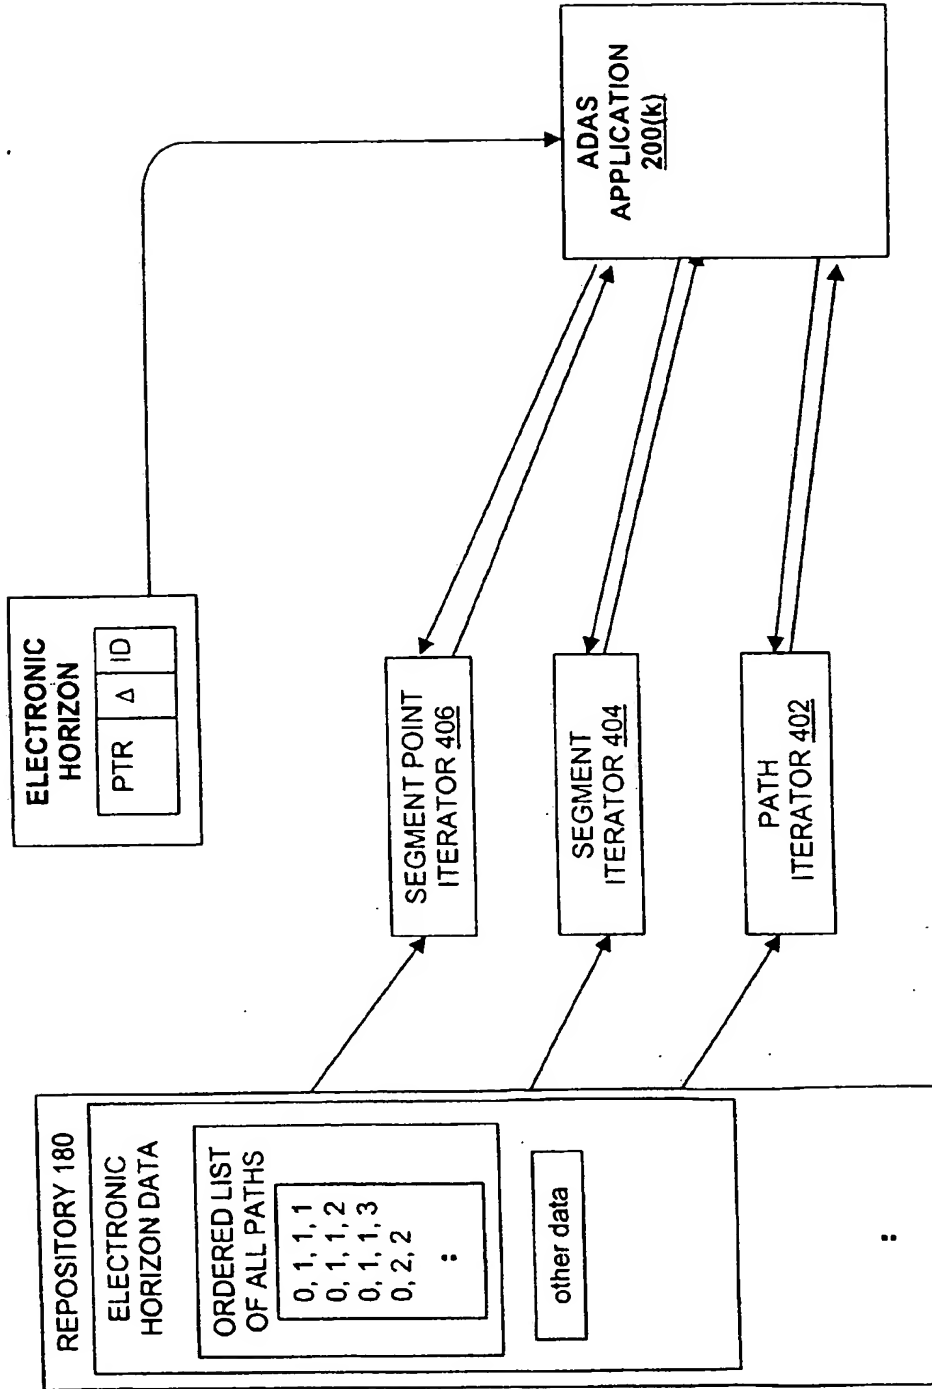 REPOSITORY 180
ELECTRONIC
HORIZON DATA
ORDERED LIST
OF ALL PATHS
0, 1, 1, 1
0, 1, 1, 2
0, 1, 1, 3
0, 2, 2
:
other data
:
ELECTRONIC
HORIZON
PTR
Δ
ID
SEGMENT POINT
ITERATOR 406
SEGMENT
ITERATOR 404
PATH
ITERATOR 402
ADAS
APPLICATION
200(k)